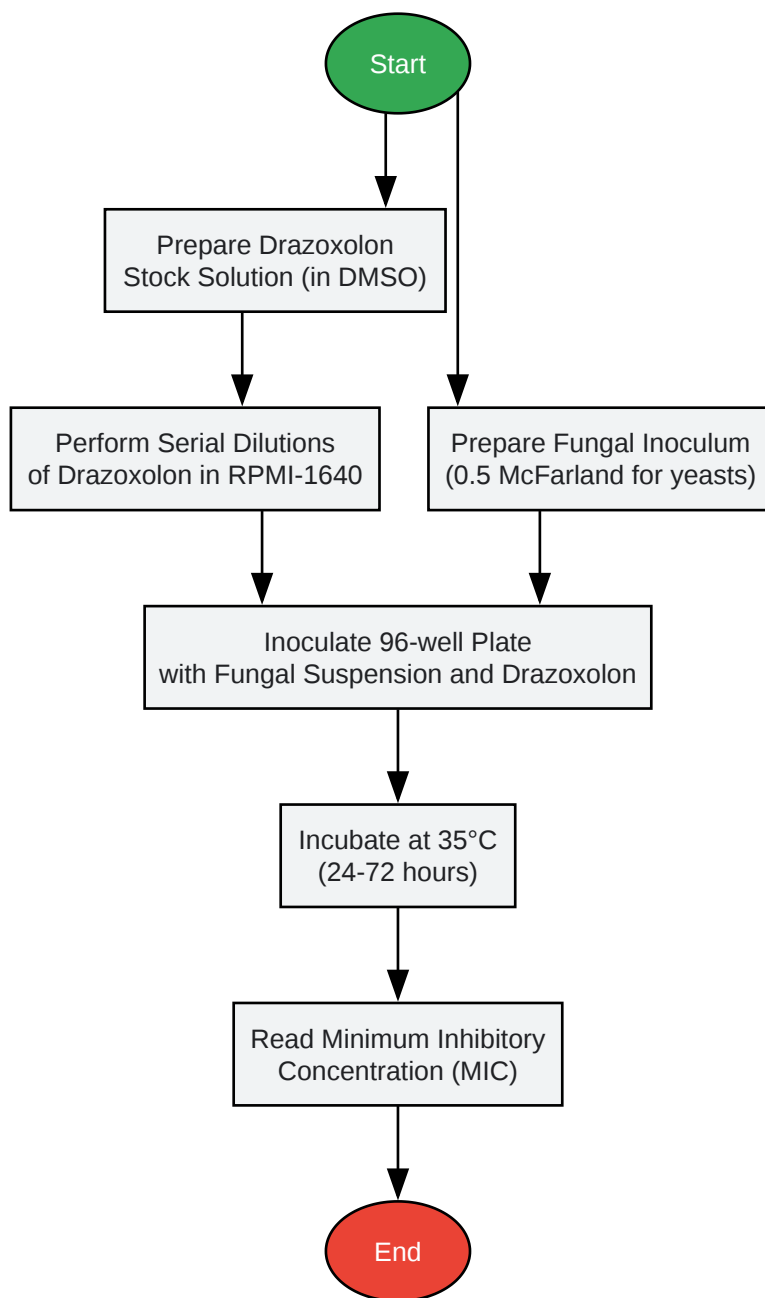 Start
Prepare Drazoxolon
Stock Solution (in DMSO)
Perform Serial Dilutions
of Drazoxolon in RPMI-1640
Prepare Fungal Inoculum
(0.5 McFarland for yeasts)
Inoculate 96-well Plate
with Fungal Suspension and Drazoxolon
Incubate at 35°C
(24-72 hours)
Read Minimum Inhibitory
Concentration (MIC)
End